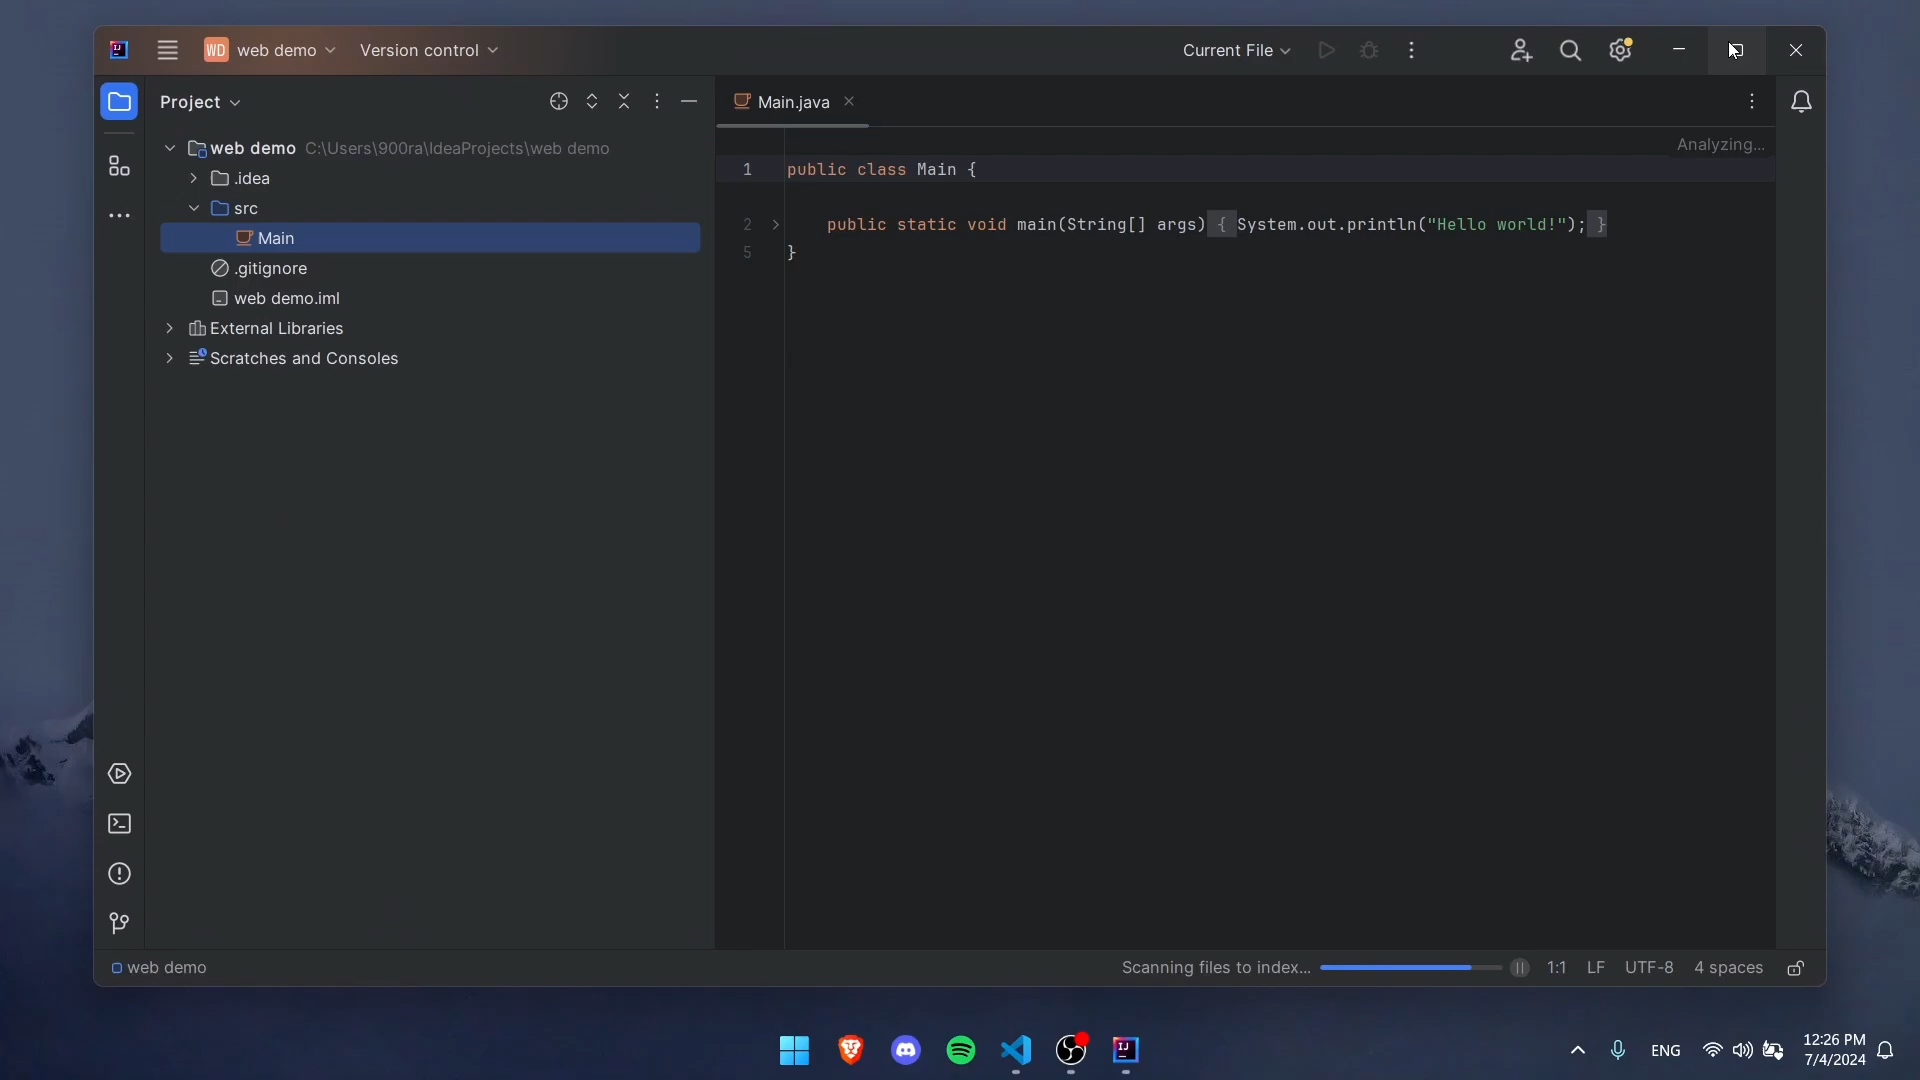 WD web demo Version control Current File
Project
Main.java
Analyzing...
web demo C:\Users\900ra\IdeaProjects\web demo
.idea
src
Main
.gitignore
web demo.iml
External Libraries
Scratches and Consoles
1 public class Main {
2 public static void main(String[] args) { System.out.println("Hello world!"); }
5 }
web demo
Scanning files to index... 1:1 LF UTF-8 4 spaces
IJ
ENG
12:26 PM
7/4/2024